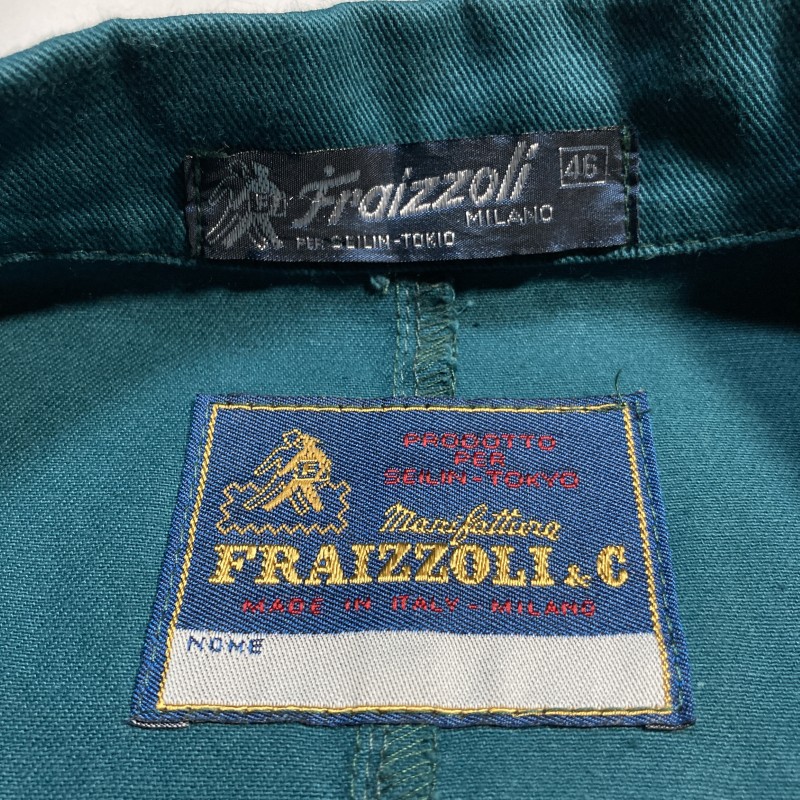 Fraizzoli 46
MILANO
PER SEILIN-TOKIO
PRODOTTO
PER
SEILIN-TOKYO
Manifattura
FRAIZZOLI & C
MADE IN ITALY - MILANO
NOME